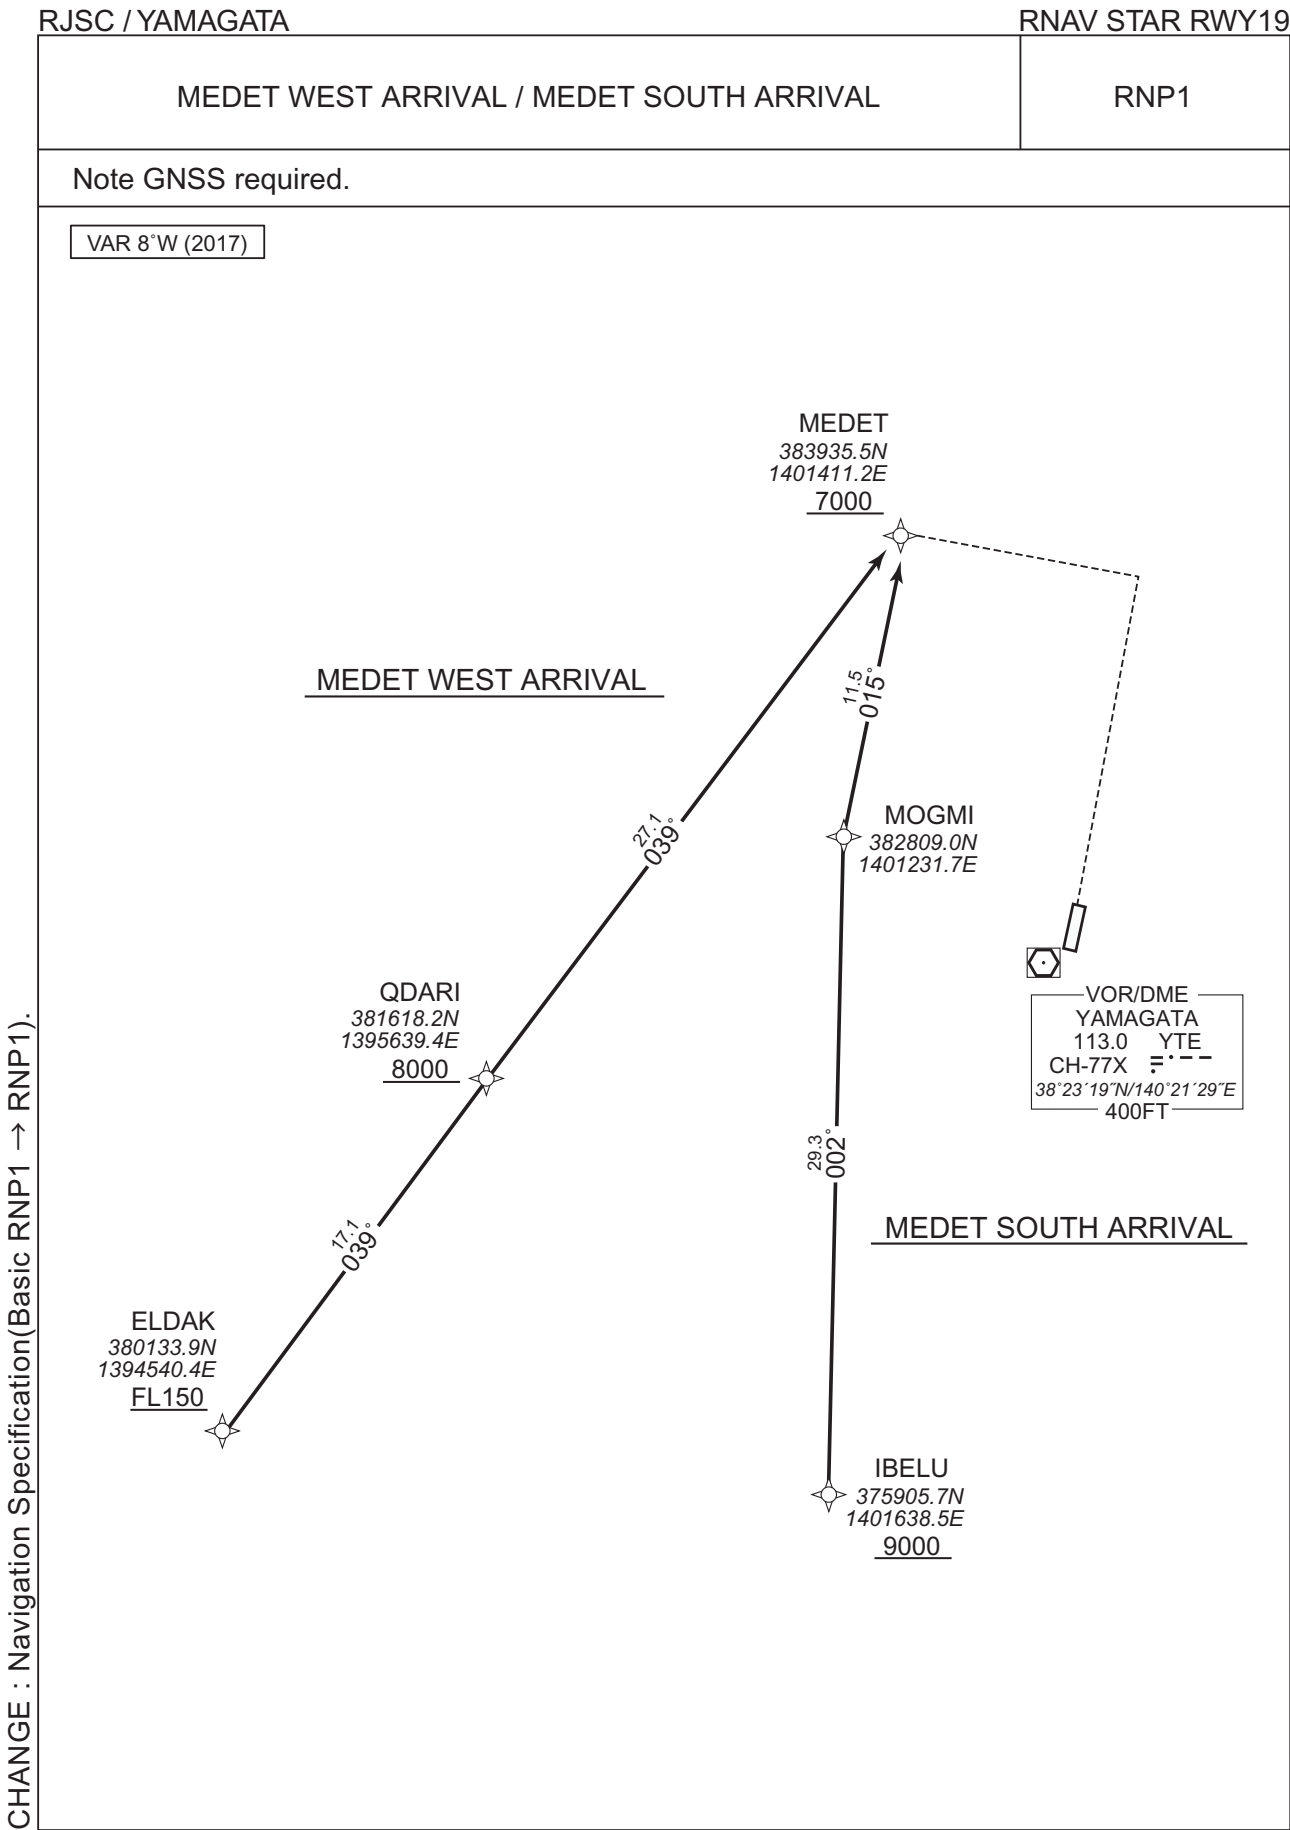 RJSC / YAMAGATA
RNAV STAR RWY19
MEDET WEST ARRIVAL / MEDET SOUTH ARRIVAL
RNP1
Note GNSS required.
VAR 8˚W (2017)
MEDET
383935.5N
1401411.2E
7000
MEDET WEST ARRIVAL
11.5
015˚
27.1
039˚
MOGMI
382809.0N
1401231.7E
QDARI
381618.2N
1395639.4E
8000
VOR/DME
YAMAGATA
113.0 YTE
CH-77X
38˚23´19˝N/140˚21´29˝E
400FT
29.3
002˚
MEDET SOUTH ARRIVAL
17.1
039˚
ELDAK
380133.9N
1394540.4E
FL150
IBELU
375905.7N
1401638.5E
9000
CHANGE : Navigation Specification(Basic RNP1 → RNP1).